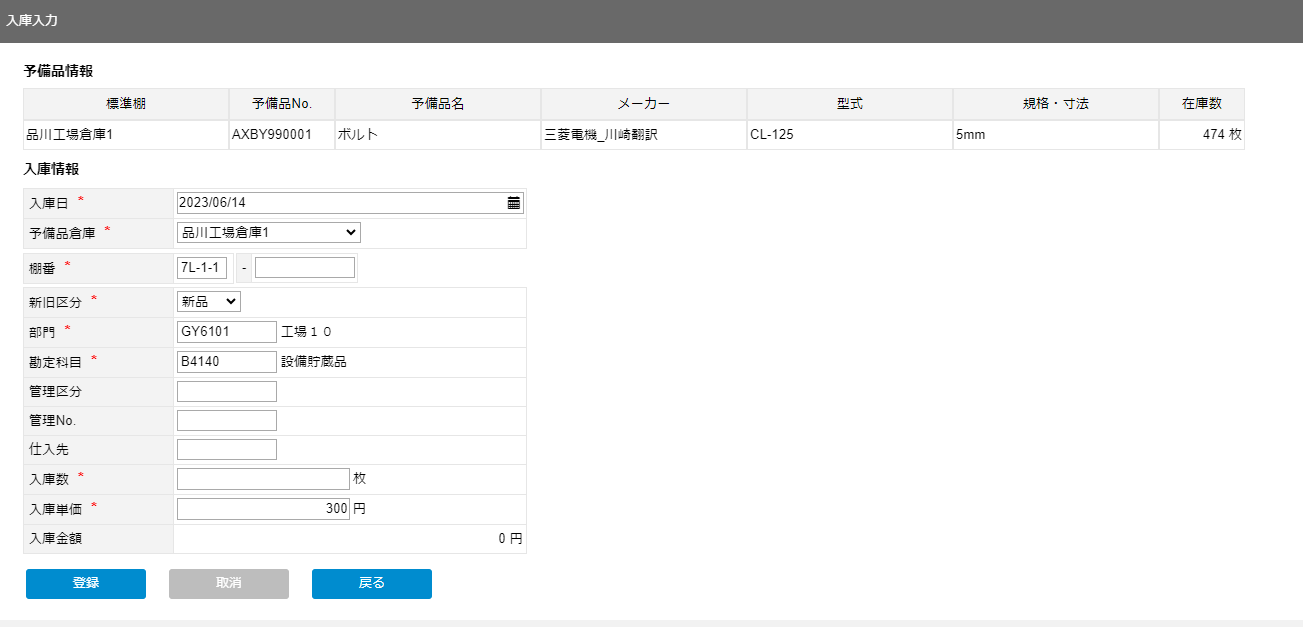 入庫入力
予備品情報
標準棚 予備品No. 予備品名 メーカー 型式 規格・寸法 在庫数
品川工場倉庫1 AXBY990001 ボルト 三菱電機_川崎翻訳 CL-125 5mm 474 枚
入庫情報
入庫日 * 2023/06/14
予備品倉庫 * 品川工場倉庫1
棚番 * 7L-1-1 -
新旧区分 * 新品
部門 * GY6101 工場１０
勘定科目 * B4140 設備貯蔵品
管理区分
管理No.
仕入先
入庫数 * 枚
入庫単価 * 300 円
入庫金額 0 円
登録 取消 戻る